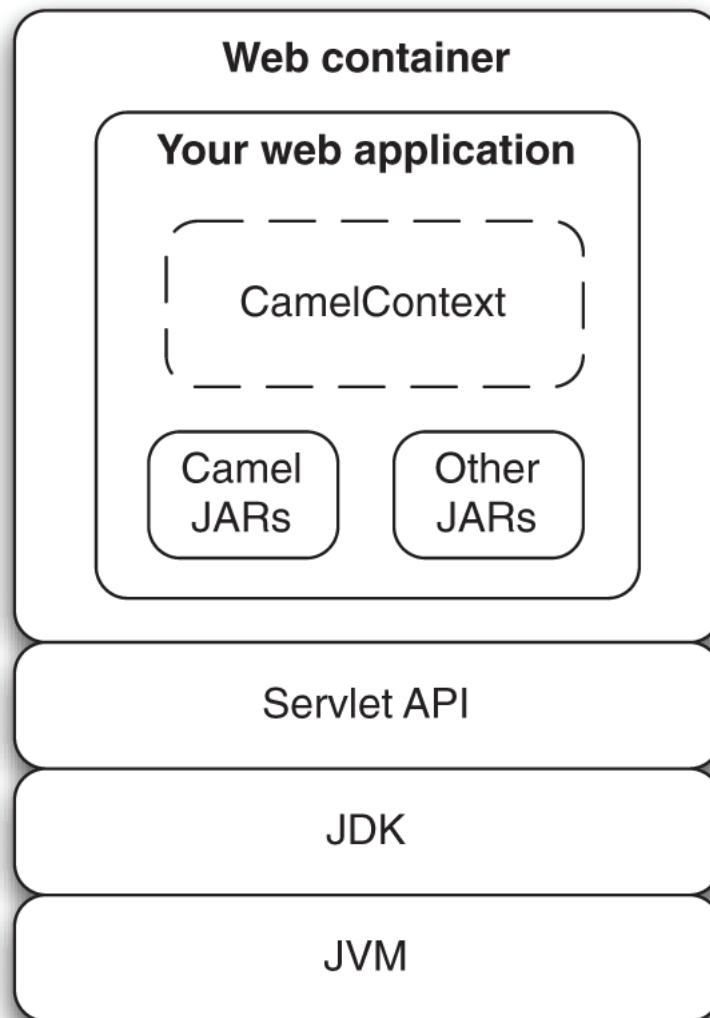 Web container
Your web application
CamelContext
Camel
JARs
Other
JARs
Servlet API
JDK
JVM